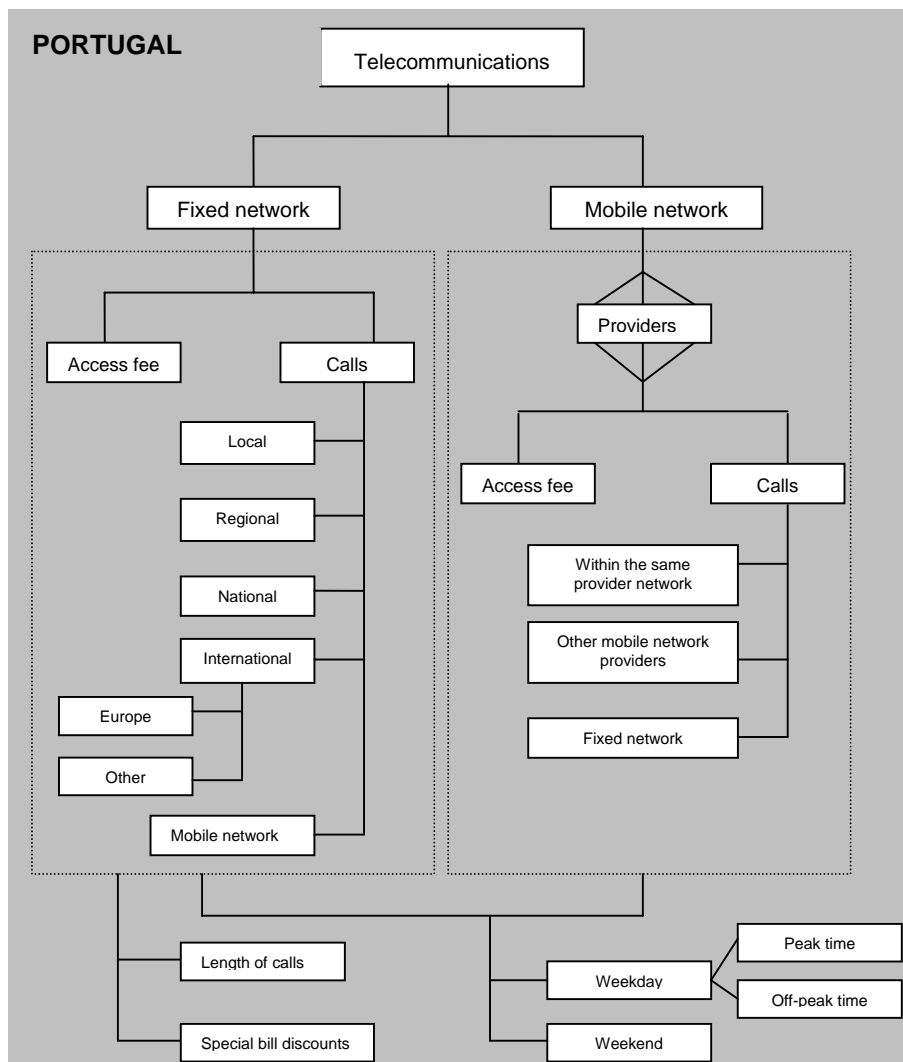 PORTUGAL
Telecommunications
Fixed network
Mobile network
Access fee
Calls
Local
Regional
National
International
Europe
Other
Mobile network
Providers
Access fee
Calls
Within the same
provider network
Other mobile network
providers
Fixed network
Length of calls
Special bill discounts
Weekday
Weekend
Peak time
Off-peak time